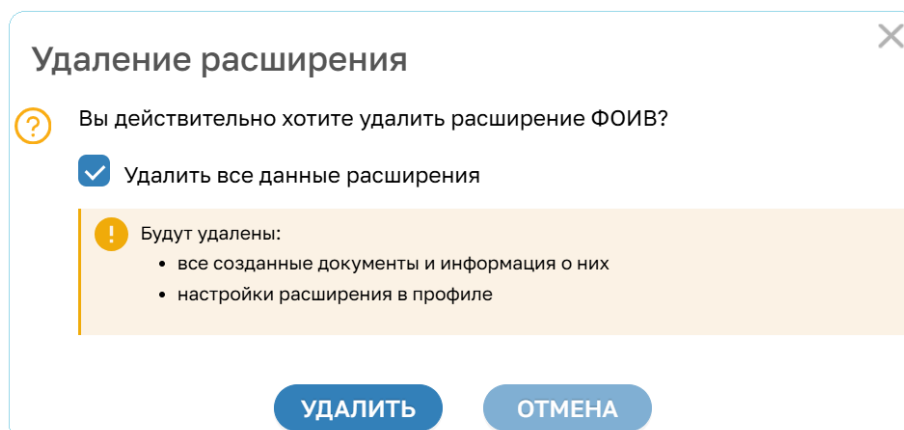 Удаление расширения
Вы действительно хотите удалить расширение ФОИВ?
Удалить все данные расширения
Будут удалены:
• все созданные документы и информация о них
• настройки расширения в профиле
УДАЛИТЬ ОТМЕНА